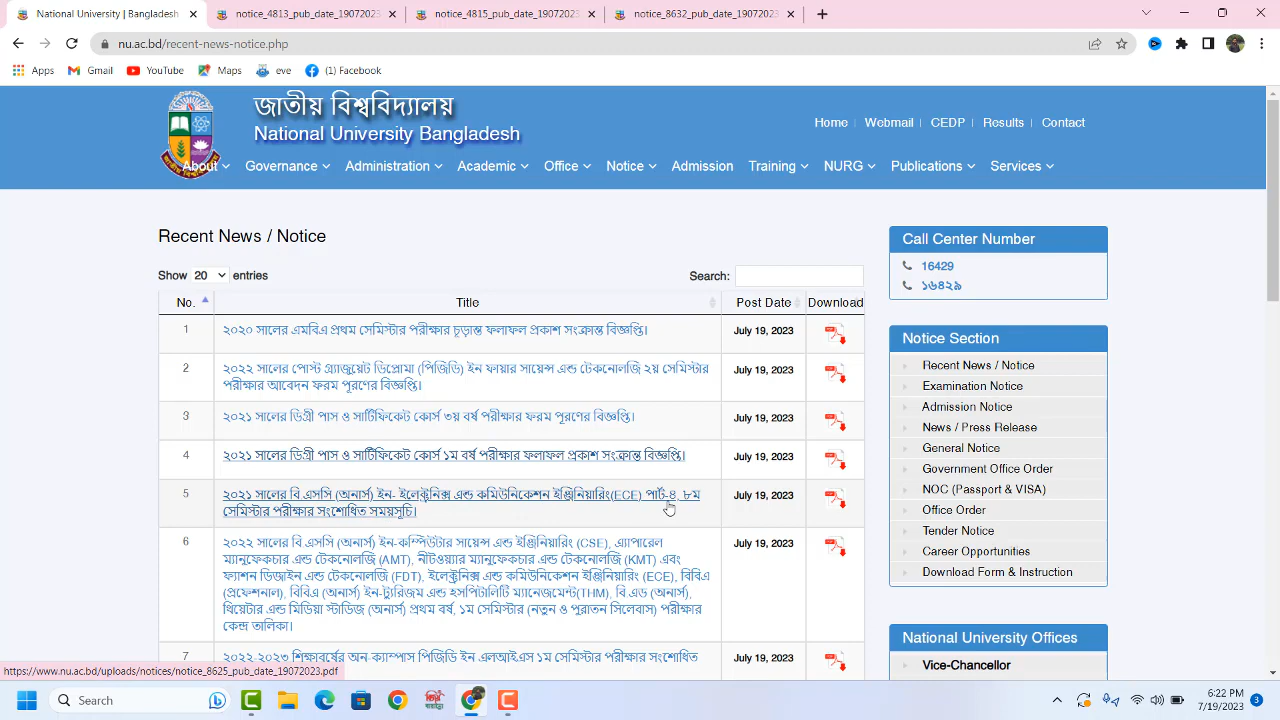 National University | Bangladesh
notice_4813_pub_date_19072023
notice_4815_pub_date_19072023
notice_8632_pub_date_19072023
nu.ac.bd/recent-news-notice.php
Apps Gmail YouTube Maps eve (1) Facebook
জাতীয় বিশ্ববিদ্যালয়
National University Bangladesh
Home Webmail CEDP Results Contact
About Governance Administration Academic Office Notice Admission Training NURG Publications Services
Recent News / Notice
Show 20 entries
Search:
No. Title Post Date Download
1 ২০২০ সালের এমবিএ প্রথম সেমিস্টার পরীক্ষার চূড়ান্ত ফলাফল প্রকাশ সংক্রান্ত বিজ্ঞপ্তি। July 19, 2023
2 ২০২২ সালের পোস্ট গ্র্যাজুয়েট ডিপ্লোমা (পিজিডি) ইন ফায়ার সায়েন্স এন্ড টেকনোলজি ২য় সেমিস্টার July 19, 2023
পরীক্ষার আবেদন ফরম পূরণের বিজ্ঞপ্তি।
3 ২০২১ সালের ডিগ্রী পাস ও সার্টিফিকেট কোর্স ৩য় বর্ষ পরীক্ষার ফরম পূরণের বিজ্ঞপ্তি। July 19, 2023
4 ২০২১ সালের ডিগ্রী পাস ও সার্টিফিকেট কোর্স ১ম বর্ষ পরীক্ষার ফলাফল প্রকাশ সংক্রান্ত বিজ্ঞপ্তি। July 19, 2023
5 ২০২১ সালের বি.এসসি (অনার্স) ইন- ইলেক্ট্রনিক্স এন্ড কমিউনিকেশন ইঞ্জিনিয়ারিং(ECE) পার্ট-৪, ৮ম July 19, 2023
সেমিস্টার পরীক্ষার সংশোধিত সময়সূচি।
6 ২০২২ সালের বি.এসসি (অনার্স) ইন-কম্পিউটার সায়েন্স এন্ড ইঞ্জিনিয়ারিং (CSE), এ্যাপারেল July 19, 2023
ম্যানুফেকচার এন্ড টেকনোলজি (AMT), নীটওয়্যার ম্যানুফেকচার এন্ড টেকনোলজি (KMT) এবং
ফ্যাশন ডিজাইন এন্ড টেকনোলজি (FDT), ইলেক্ট্রনিক্স এন্ড কমিউনিকেশন ইঞ্জিনিয়ারিং (ECE), বিবিএ
(প্রফেশনাল), বিবিএ (অনার্স) ইন-ট্যুরিজম এন্ড হসপিটালিটি ম্যানেজমেন্ট(THM), বি.এড (অনার্স),
থিয়েটার এন্ড মিডিয়া স্টাডিজ (অনার্স) প্রথম বর্ষ, ১ম সেমিস্টার (নতুন ও পুরাতন সিলেবাস) পরীক্ষার
কেন্দ্র তালিকা।
7 ২০২২-২০২৩ শিক্ষাবর্ষের অন-ক্যাম্পাস পিজিডি ইন এলআইএস ১ম সেমিস্টার পরীক্ষার সংশোধিত July 19, 2023
Call Center Number
16429
১৬৪২৯
Notice Section
Recent News / Notice
Examination Notice
Admission Notice
News / Press Release
General Notice
Government Office Order
NOC (Passport & VISA)
Office Order
Tender Notice
Career Opportunities
Download Form & Instruction
National University Offices
Vice-Chancellor
https://www.nu.ac.bd/uploads/notices/notice_8625_pub_date_19072023.pdf
Search
6:22 PM
7/19/2023
3